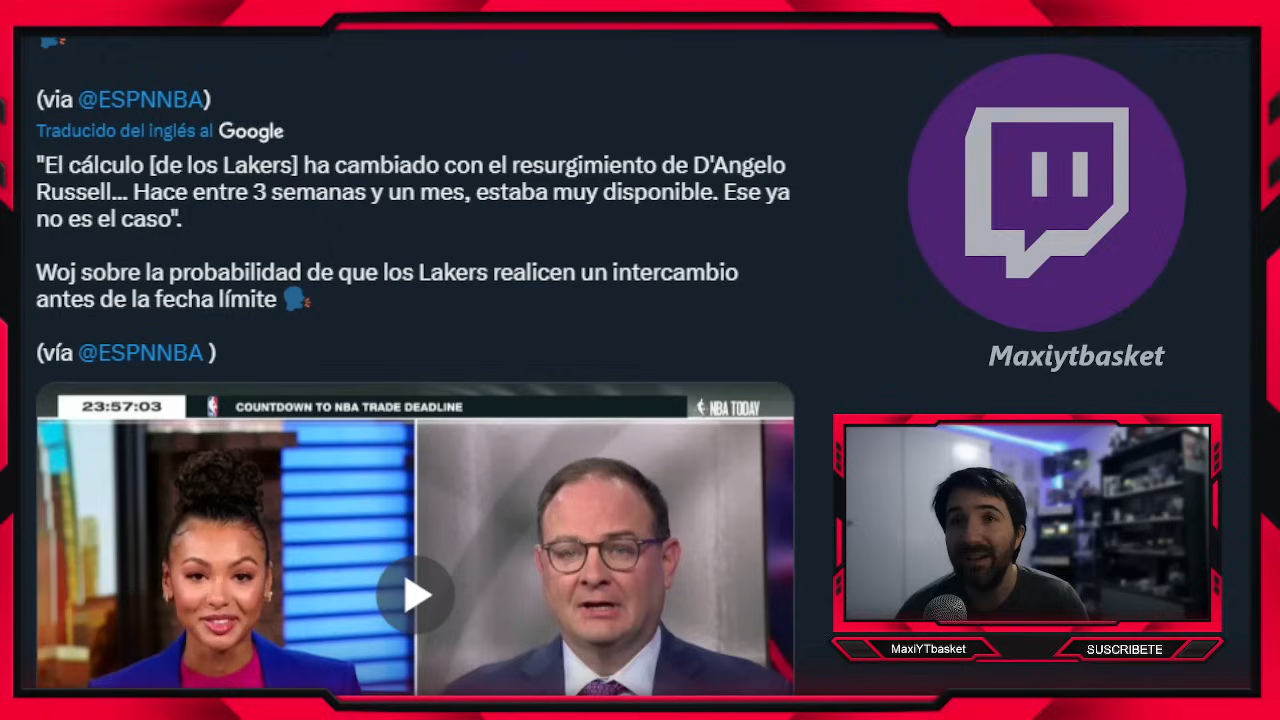 (via @ESPNNBA)
Traducido del inglés al Google
"El cálculo [de los Lakers] ha cambiado con el resurgimiento de D'Angelo
Russell... Hace entre 3 semanas y un mes, estaba muy disponible. Ese ya
no es el caso".
Woj sobre la probabilidad de que los Lakers realicen un intercambio
antes de la fecha límite
(vía @ESPNNBA )
23:57:03 COUNTDOWN TO NBA TRADE DEADLINE NBA TODAY
Maxiytbasket
MaxiYTbasket
SUSCRIBETE